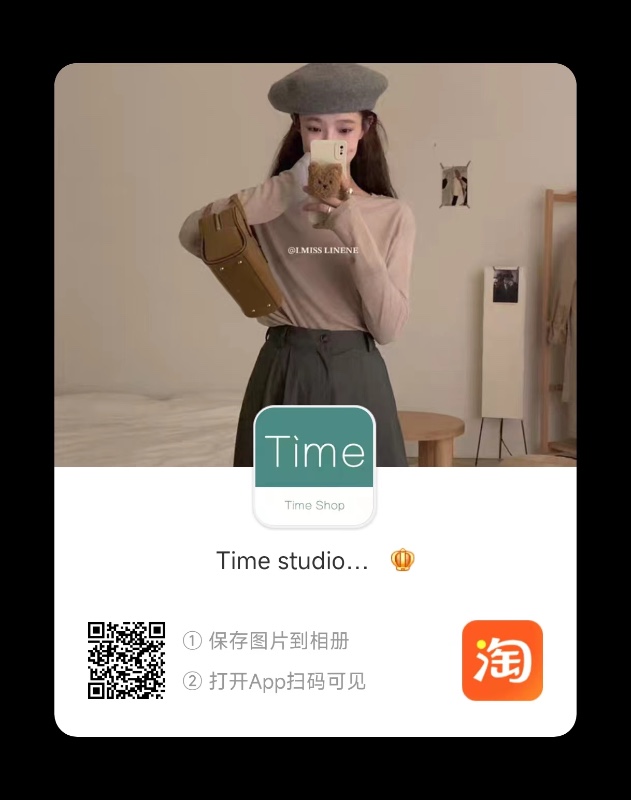 @I.MISS LINENE
Tìme
Time Shop
Time studio...
① 保存图片到相册
② 打开App扫码可见
淘